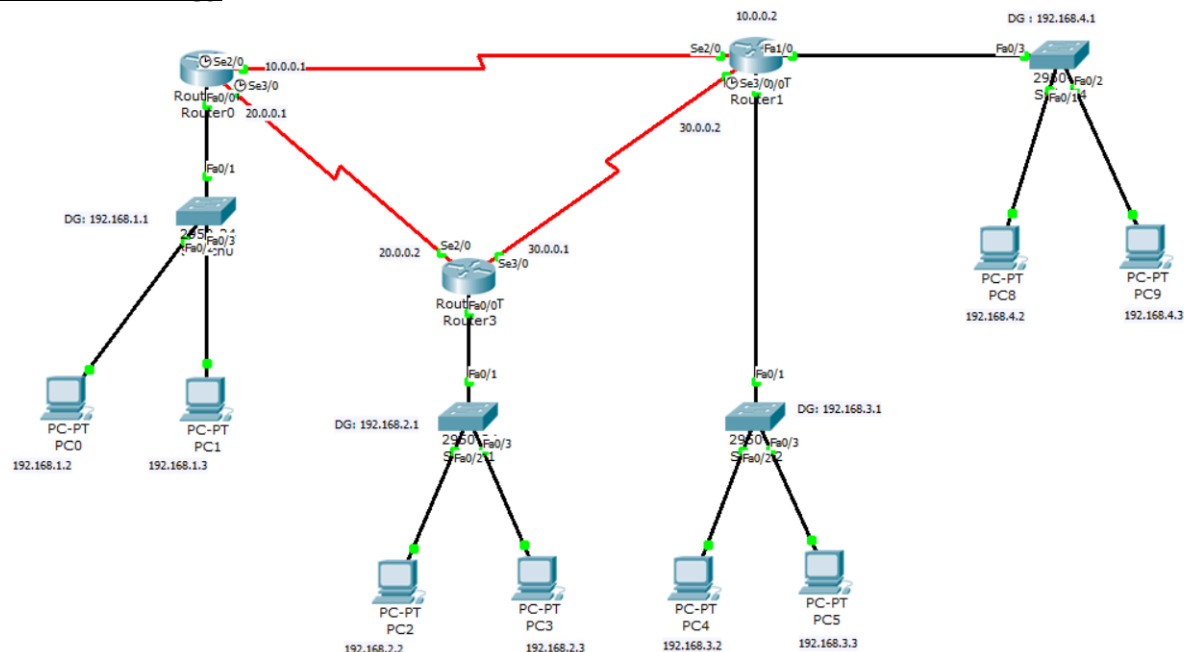 10.0.0.2
DG : 192.168.4.1
Se2/0
10.0.0.1
Se3/0
Fa0/0
Router0
20.0.0.1
Se2/0
Fa1/0
Se3/0
Router1
30.0.0.2
Fa0/3
Fa0/2
Fa0/1
Fa0/1
DG: 192.168.1.1
Fa0/3
20.0.0.2
Se2/0
30.0.0.1
Se3/0
Fa0/0
Router3
PC-PT
PC8
192.168.4.2
PC-PT
PC9
192.168.4.3
PC-PT
PC0
192.168.1.2
PC-PT
PC1
192.168.1.3
Fa0/1
DG: 192.168.2.1
Fa0/3
Fa0/2
Fa0/1
DG: 192.168.3.1
Fa0/3
Fa0/2
PC-PT
PC2
192.168.2.2
PC-PT
PC3
192.168.2.3
PC-PT
PC4
192.168.3.2
PC-PT
PC5
192.168.3.3